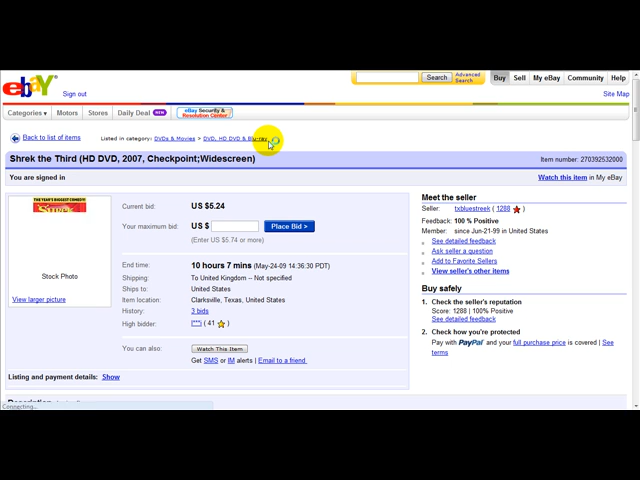 ebaY
Sign out
Search
Advanced Search
Buy Sell My eBay Community Help
Site Map
Categories ▾ Motors Stores Daily Deal NEW eBay Security & Resolution Center
Back to list of items
Listed in category: DVDs & Movies > DVD, HD DVD & Blu-ray
Shrek the Third (HD DVD, 2007, Checkpoint;Widescreen)
Item number: 270392532000
You are signed in
Watch this item in My eBay
THE YEAR'S BIGGEST COMEDY!
Stock Photo
View larger picture
Current bid: US $5.24
Your maximum bid: US $ Place Bid >
(Enter US $5.74 or more)
End time: 10 hours 7 mins (May-24-09 14:36:30 PDT)
Shipping: To United Kingdom -- Not specified
Ships to: United States
Item location: Clarksville, Texas, United States
History: 3 bids
High bidder: ( 41 )
You can also: Watch This Item
Get SMS or IM alerts | Email to a friend
Listing and payment details: Show
Meet the seller
Seller: txbluestreek ( 1288 )
Feedback: 100 % Positive
Member: since Jun-21-99 in United States
See detailed feedback
Ask seller a question
Add to Favorite Sellers
View seller's other items
Buy safely
1. Check the seller's reputation
Score: 1288 | 100% Positive
See detailed feedback
2. Check how you're protected
Pay with PayPal and your full purchase price is covered | See terms
Connecting...